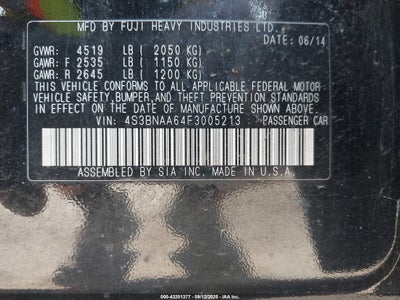 MFD BY FUJI HEAVY INDUSTRIES LTD.
DATE: 06/14
GVWR: 4519 LB ( 2050 KG)
GAWR: F 2535 LB ( 1150 KG)
GAWR: R 2645 LB ( 1200 KG)
THIS VEHICLE CONFORMS TO ALL APPLICABLE FEDERAL MOTOR
VEHICLE SAFETY, BUMPER, AND THEFT PREVENTION STANDARDS
IN EFFECT ON THE DATE OF MANUFACTURE SHOWN ABOVE.
VIN: 4S3BNAA64F3005213 PASSENGER CAR
ASSEMBLED BY SIA INC. MADE IN U.S.A.
000-43201377 - 09/12/2025 - IAA Inc.